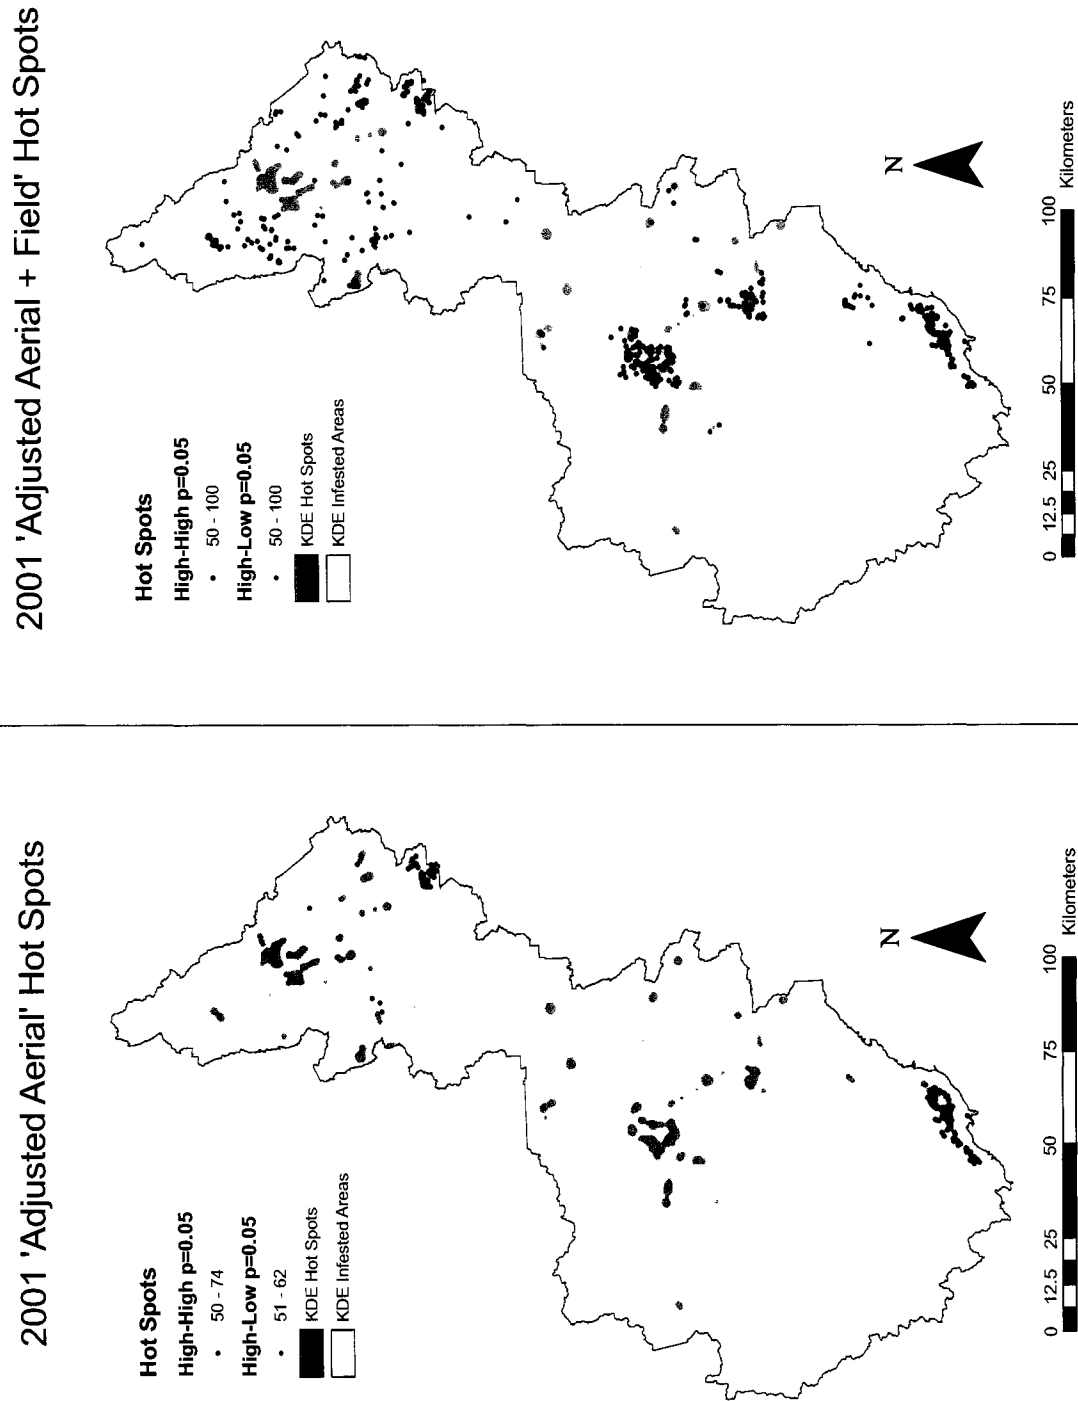 2001 'Adjusted Aerial' Hot Spots
Hot Spots
High-High p=0.05
50 - 74
High-Low p=0.05
51 - 62
KDE Hot Spots
KDE Infested Areas
N
0 12.5 25 50 75 100
Kilometers
2001 'Adjusted Aerial + Field' Hot Spots
Hot Spots
High-High p=0.05
50 - 100
High-Low p=0.05
50 - 100
KDE Hot Spots
KDE Infested Areas
N
0 12.5 25 50 75 100
Kilometers